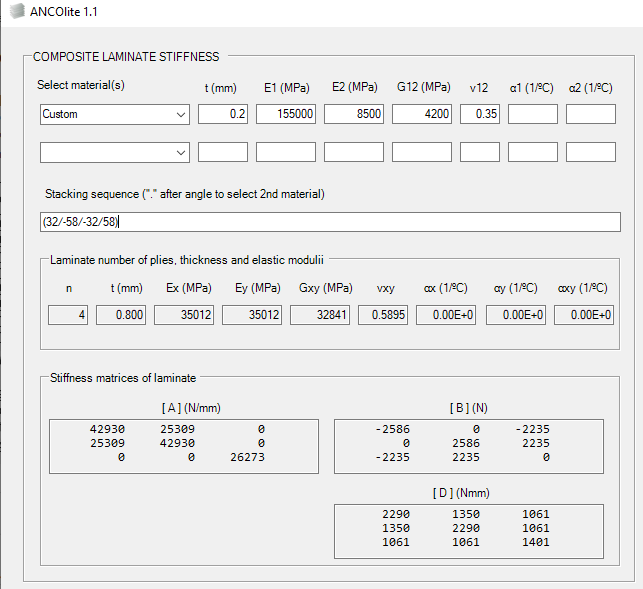 ANCOlite 1.1
COMPOSITE LAMINATE STIFFNESS
Select material(s) t (mm) E1 (MPa) E2 (MPa) G12 (MPa) ν12 α1 (1/ºC) α2 (1/ºC)
Custom 0.2 155000 8500 4200 0.35
Stacking sequence ("." after angle to select 2nd material)
(32/-58/-32/58)
Laminate number of plies, thickness and elastic modulii
n t (mm) Ex (MPa) Ey (MPa) Gxy (MPa) νxy αx (1/ºC) αy (1/ºC) αxy (1/ºC)
4 0.800 35012 35012 32841 0.5895 0.00E+0 0.00E+0 0.00E+0
Stiffness matrices of laminate
[ A ] (N/mm) [ B ] (N)
42930 25309 0 -2586 0 -2235
25309 42930 0 0 2586 2235
0 0 26273 -2235 2235 0
[ D ] (Nmm)
2290 1350 1061
1350 2290 1061
1061 1061 1401